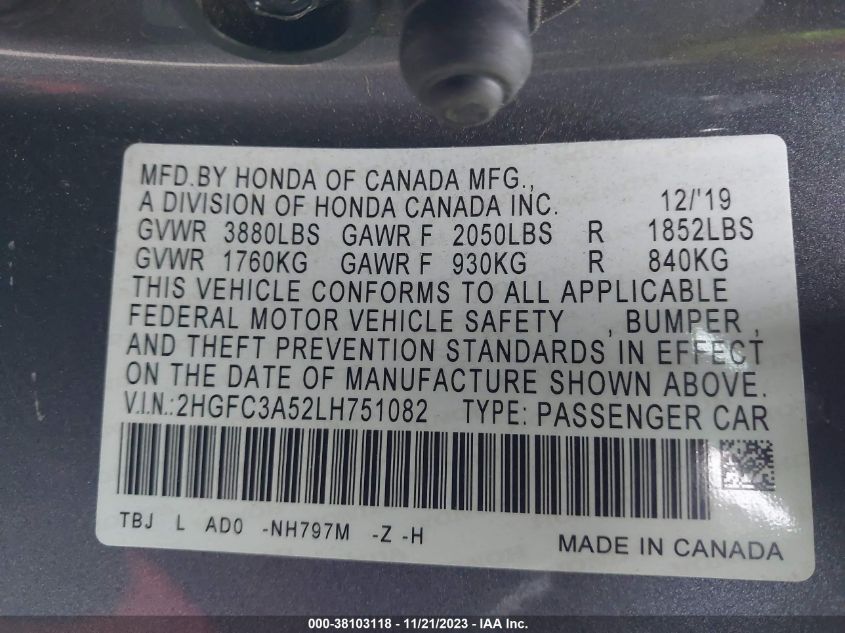 MFD.BY HONDA OF CANADA MFG.,
A DIVISION OF HONDA CANADA INC. 12/'19
GVWR 3880LBS GAWR F 2050LBS R 1852LBS
GVWR 1760KG GAWR F 930KG R 840KG
THIS VEHICLE CONFORMS TO ALL APPLICABLE
FEDERAL MOTOR VEHICLE SAFETY , BUMPER ,
AND THEFT PREVENTION STANDARDS IN EFFECT
ON THE DATE OF MANUFACTURE SHOWN ABOVE.
V.I.N.:2HGFC3A52LH751082 TYPE: PASSENGER CAR
TBJ L AD0 -NH797M -Z -H
MADE IN CANADA
000-38103118 - 11/21/2023 - IAA Inc.